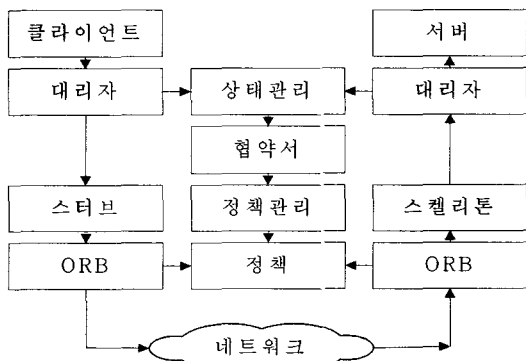 클라이언트
서버
대리자
상태관리
대리자
협약서
스터브
정책관리
스켈리톤
ORB
정책
ORB
네트워크